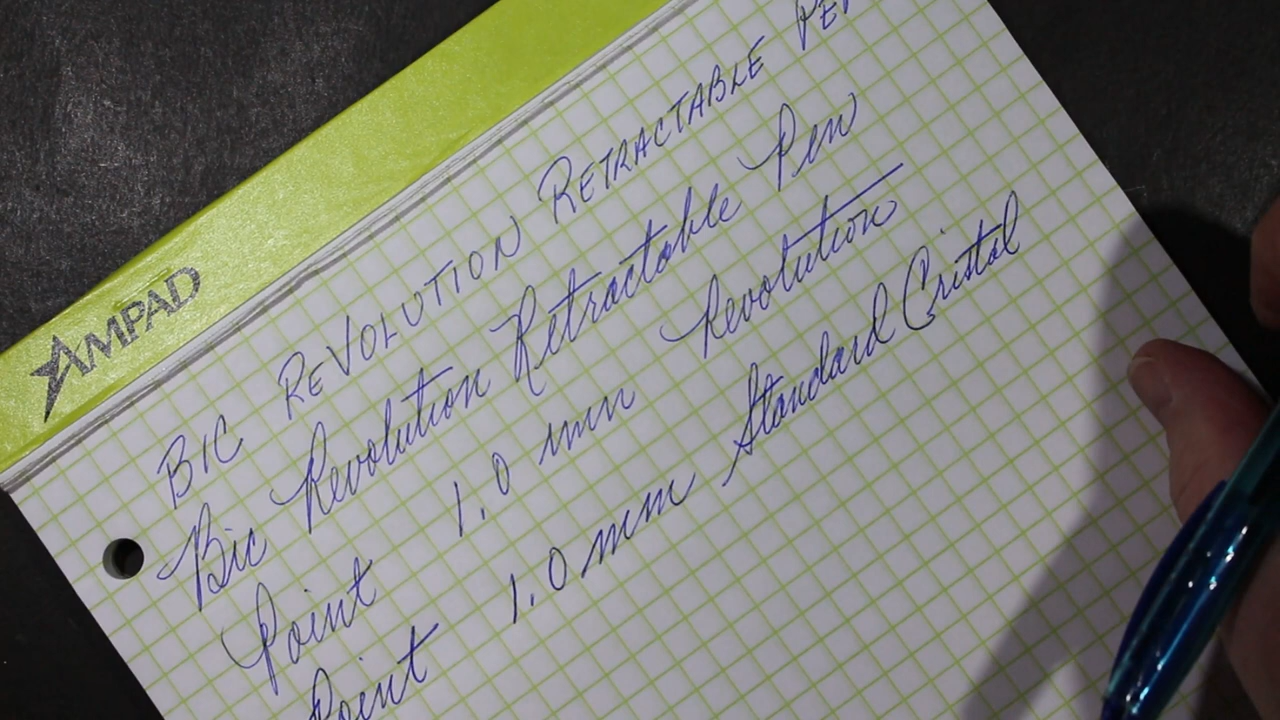 AMPAD
BIC REVOLUTION RETRACTABLE PEN
Bic Revolution Retractable Pen
Point 1.0 mm Revolution
Point 1.0 mm Standard Cristal